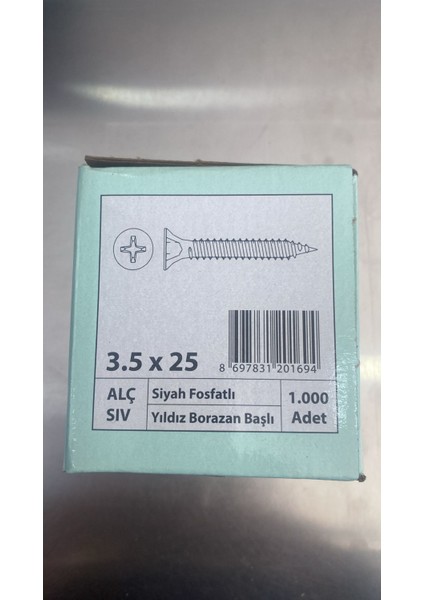 3.5 x 25
8 697831 201694
ALÇ Siyah Fosfatlı 1.000
SIV Yıldız Borazan Başlı Adet